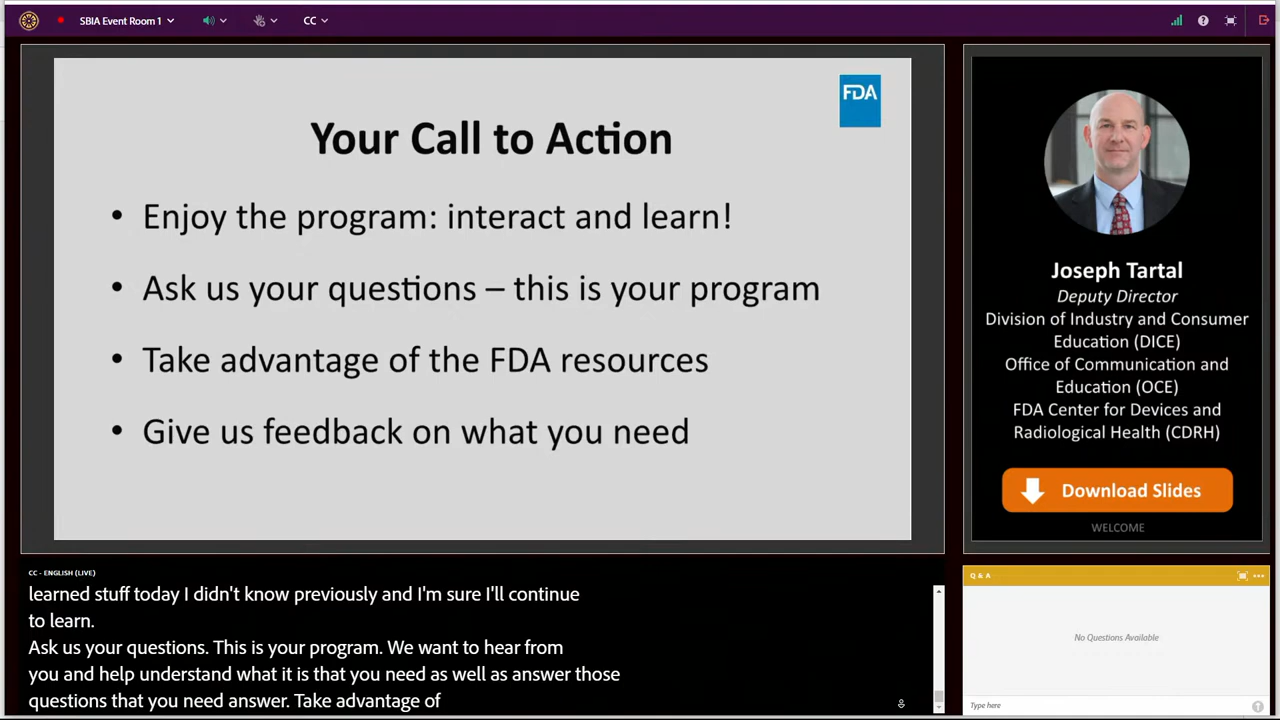 SBIA Event Room 1
CC
FDA
Your Call to Action
• Enjoy the program: interact and learn!
• Ask us your questions – this is your program
• Take advantage of the FDA resources
• Give us feedback on what you need
Joseph Tartal
Deputy Director
Division of Industry and Consumer
Education (DICE)
Office of Communication and
Education (OCE)
FDA Center for Devices and
Radiological Health (CDRH)
Download Slides
WELCOME
CC - ENGLISH (LIVE)
learned stuff today I didn't know previously and I'm sure I'll continue
to learn.
Ask us your questions. This is your program. We want to hear from
you and help understand what it is that you need as well as answer those
questions that you need answer. Take advantage of
Q & A
No Questions Available
Type here